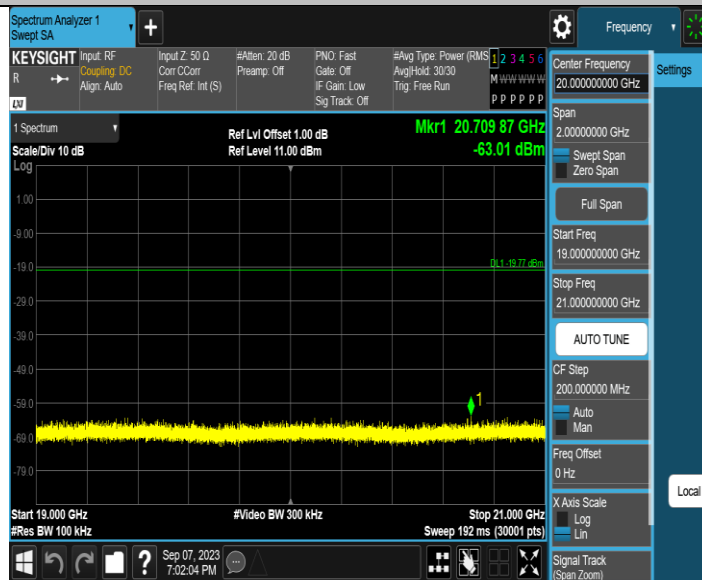 Spectrum Analyzer 1
Swept SA
+
Frequency
KEYSIGHT
R
LXI
Input: RF
Coupling: DC
Align: Auto
Input Z: 50 Ω
Corr CCorr
Freq Ref: Int (S)
#Atten: 20 dB
Preamp: Off
PNO: Fast
Gate: Off
IF Gain: Low
Sig Track: Off
#Avg Type: Power (RMS
Avg|Hold: 30/30
Trig: Free Run
1 2 3 4 5 6
M W W W W W
P P P P P P
1 Spectrum
Scale/Div 10 dB
Log
Ref Lvl Offset 1.00 dB
Ref Level 11.00 dBm
Mkr1 20.709 87 GHz
-63.01 dBm
1.00
-9.00
-19.0
DL1 -19.77 dBm
-29.0
-39.0
-49.0
-59.0
1
-69.0
-79.0
Start 19.000 GHz
#Res BW 100 kHz
#Video BW 300 kHz
Stop 21.000 GHz
Sweep 192 ms (30001 pts)
?
Sep 07, 2023
7:02:04 PM
Center Frequency
20.000000000 GHz
Span
2.00000000 GHz
Swept Span
Zero Span
Full Span
Start Freq
19.000000000 GHz
Stop Freq
21.000000000 GHz
AUTO TUNE
CF Step
200.000000 MHz
Auto
Man
Freq Offset
0 Hz
X Axis Scale
Log
Lin
Signal Track
(Span Zoom)
Settings
Local